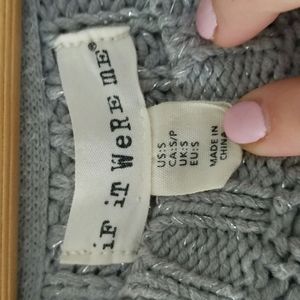 iF iT WeRE mE®
US:S
CA:S/P
UK:S
EU:S
MADE IN
CHINA